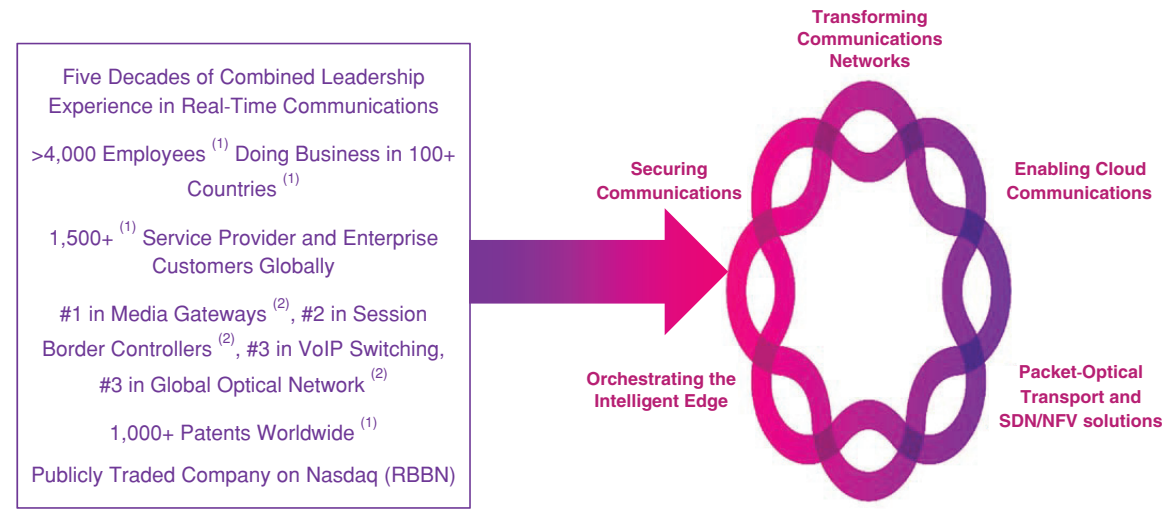 Five Decades of Combined Leadership
Experience in Real-Time Communications
>4,000 Employees (1) Doing Business in 100+
Countries (1)
1,500+ (1) Service Provider and Enterprise
Customers Globally
#1 in Media Gateways (2), #2 in Session
Border Controllers (2), #3 in VoIP Switching,
#3 in Global Optical Network (2)
1,000+ Patents Worldwide (1)
Publicly Traded Company on Nasdaq (RBBN)
Transforming
Communications
Networks
Securing
Communications
Enabling Cloud
Communications
Orchestrating the
Intelligent Edge
Packet-Optical
Transport and
SDN/NFV solutions